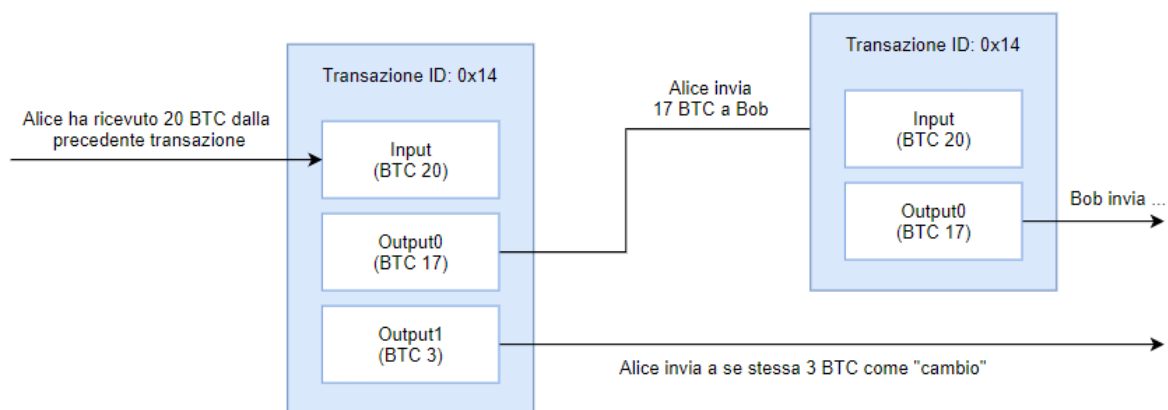 Alice ha ricevuto 20 BTC dalla
precedente transazione
Transazione ID: 0x14
Input
(BTC 20)
Output0
(BTC 17)
Output1
(BTC 3)
Alice invia
17 BTC a Bob
Transazione ID: 0x14
Input
(BTC 20)
Output0
(BTC 17)
Bob invia ...
Alice invia a se stessa 3 BTC come "cambio"